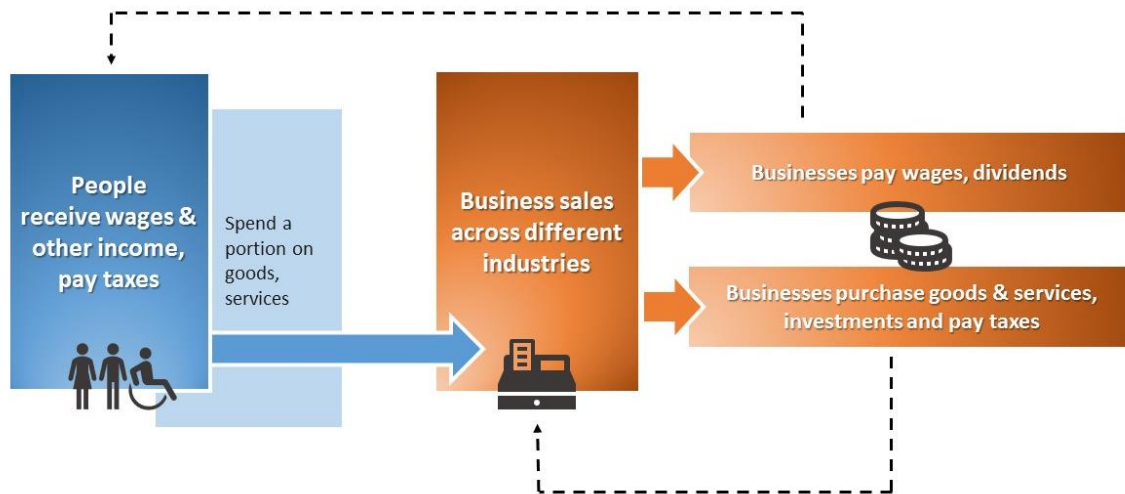 People
receive wages &
other income,
pay taxes
Spend a
portion on
goods,
services
Business sales
across different
industries
Businesses pay wages, dividends
Businesses purchase goods & services,
investments and pay taxes